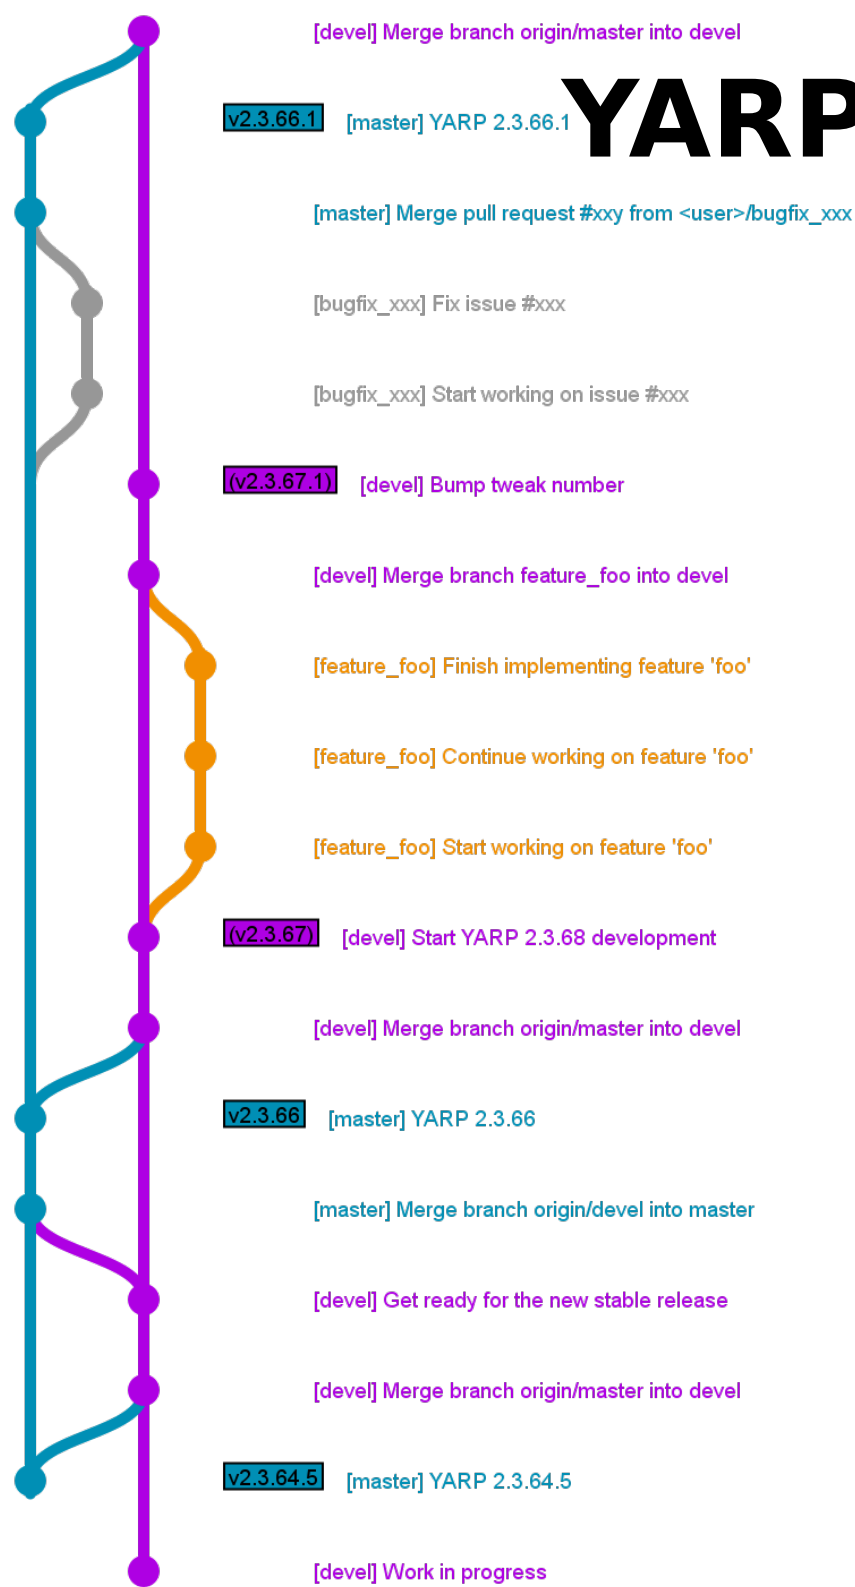 [devel] Merge branch origin/master into devel
YARP
v2.3.66.1 [master] YARP 2.3.66.1
[master] Merge pull request #xxy from <user>/bugfix_xxx
[bugfix_xxx] Fix issue #xxx
[bugfix_xxx] Start working on issue #xxx
(v2.3.67.1) [devel] Bump tweak number
[devel] Merge branch feature_foo into devel
[feature_foo] Finish implementing feature 'foo'
[feature_foo] Continue working on feature 'foo'
[feature_foo] Start working on feature 'foo'
(v2.3.67) [devel] Start YARP 2.3.68 development
[devel] Merge branch origin/master into devel
v2.3.66 [master] YARP 2.3.66
[master] Merge branch origin/devel into master
[devel] Get ready for the new stable release
[devel] Merge branch origin/master into devel
v2.3.64.5 [master] YARP 2.3.64.5
[devel] Work in progress